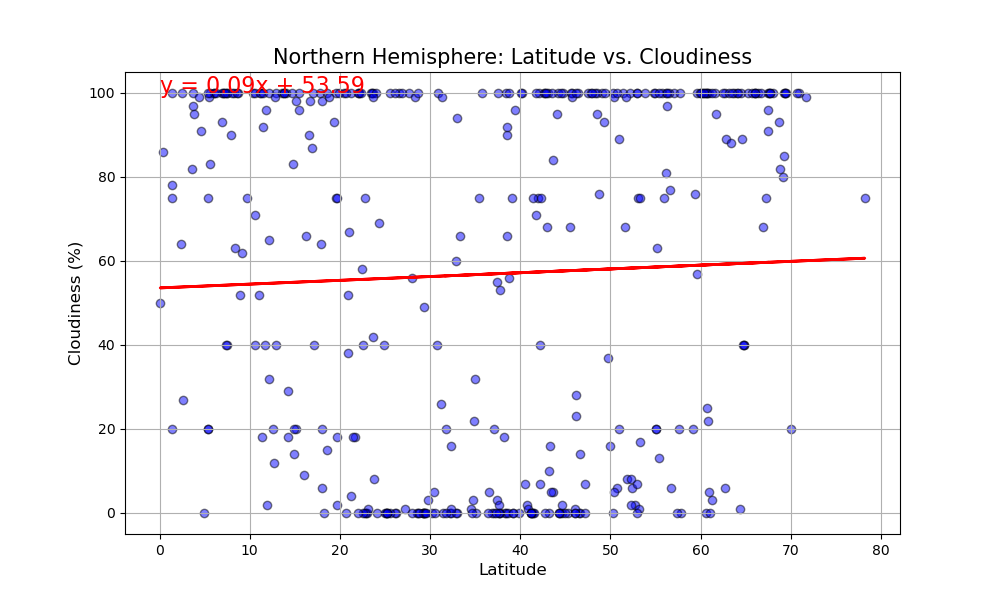 Northern Hemisphere: Latitude vs. Cloudiness
y = 0.09x + 53.59
100
80
60
40
20
0
Cloudiness (%)
0 10 20 30 40 50 60 70 80
Latitude